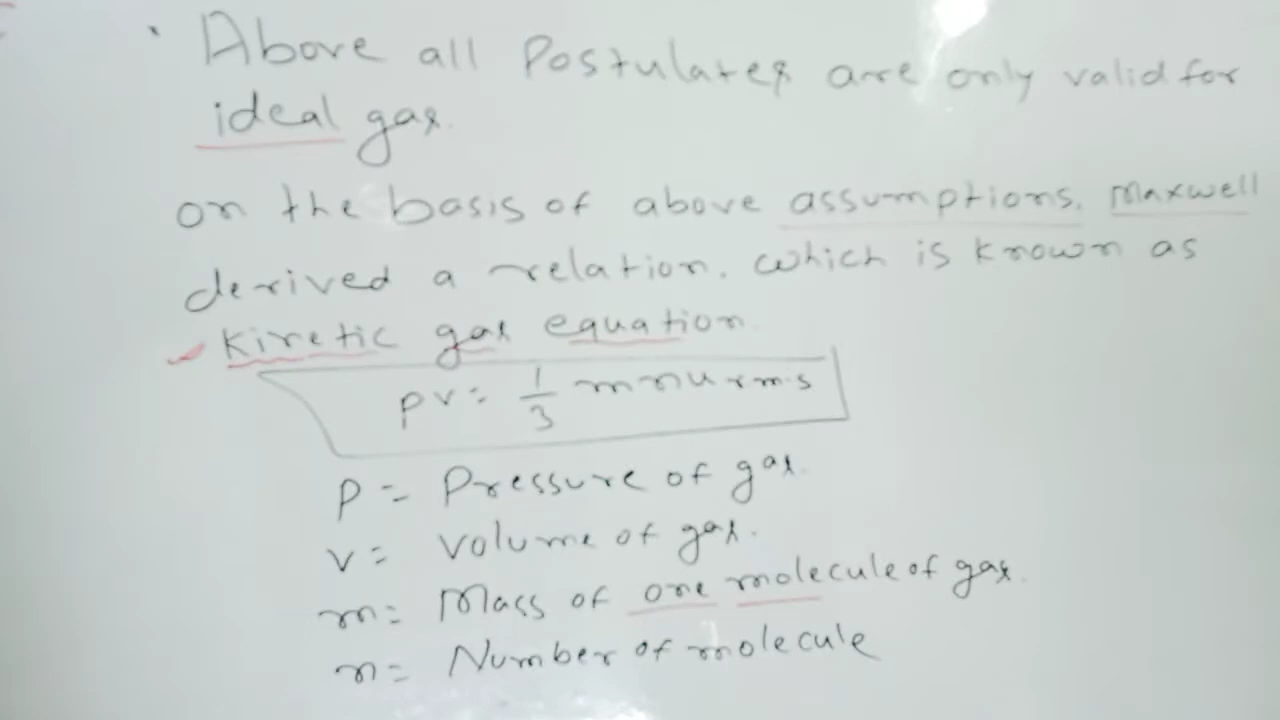 Above all Postulates are only valid for
ideal gas.
on the basis of above assumptions. Maxwell
derived a relation. which is known as
Kinetic gas equation.
PV = 1/3 mnu rms
P = Pressure of gas.
V = Volume of gas.
m = Mass of one molecule of gas.
n = Number of molecule